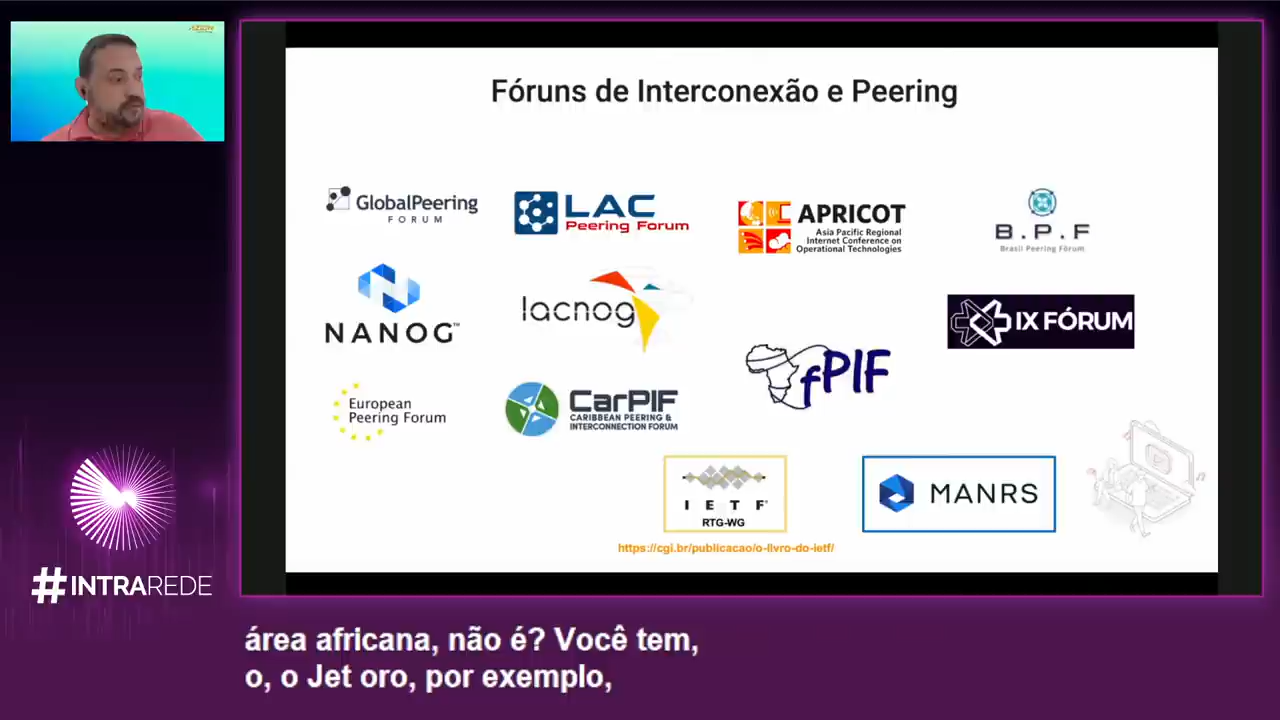 Fóruns de Interconexão e Peering
GlobalPeering
FORUM
LAC
Peering Forum
APRICOT
Asia Pacific Regional
Internet Conference on
Operational Technologies
B.P.F
Brasil Peering Fórum
NANOG™
lacnog
IX FÓRUM
fPIF
European
Peering Forum
CarPIF
CARIBBEAN PEERING &
INTERCONNECTION FORUM
IETF®
RTG-WG
MANRS
https://cgi.br/publicacao/o-livro-do-ietf/
#INTRAREDE
área africana, não é? Você tem,
o, o Jet oro, por exemplo,